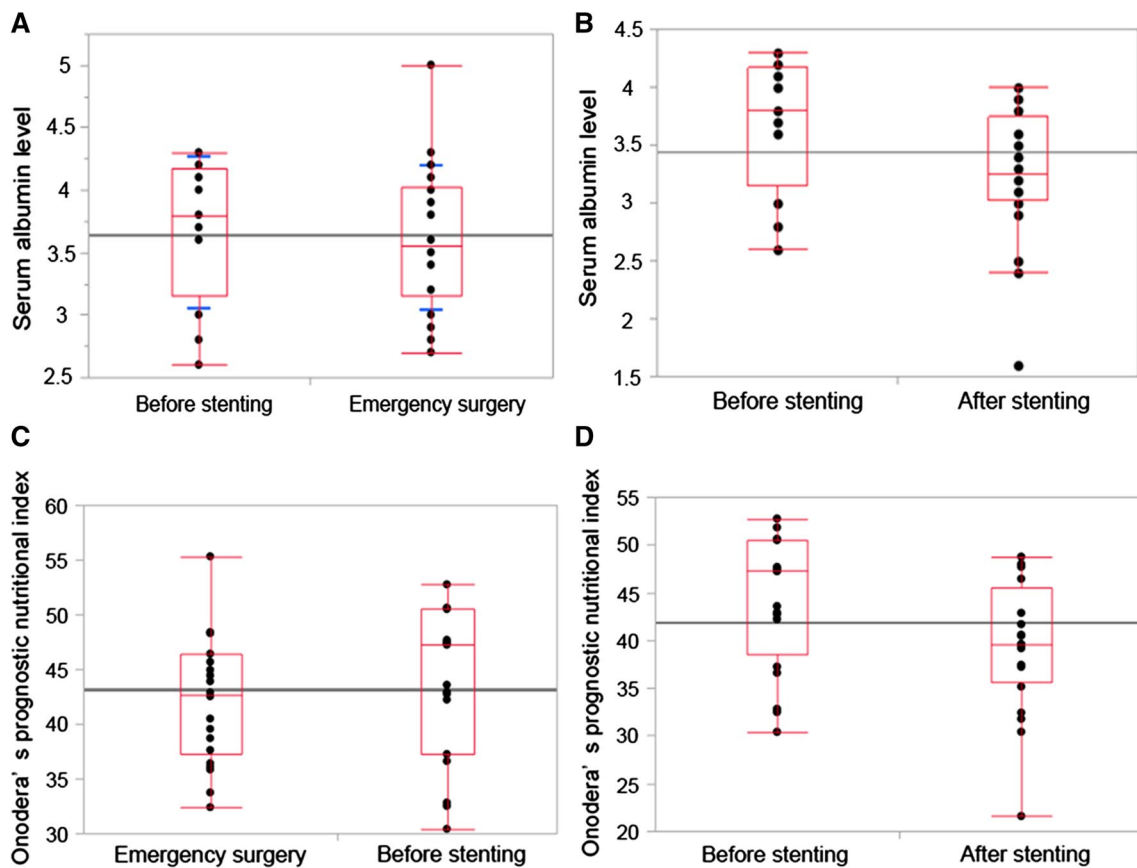 A
Serum albumin level
5
4.5
4
3.5
3
2.5
Before stenting
Emergency surgery
B
Serum albumin level
4.5
4
3.5
3
2.5
2
1.5
Before stenting
After stenting
C
Onodera' s prognostic nutritional index
60
55
50
45
40
35
30
Emergency surgery
Before stenting
D
Onodera' s prognostic nutritional index
55
50
45
40
35
30
25
20
Before stenting
After stenting